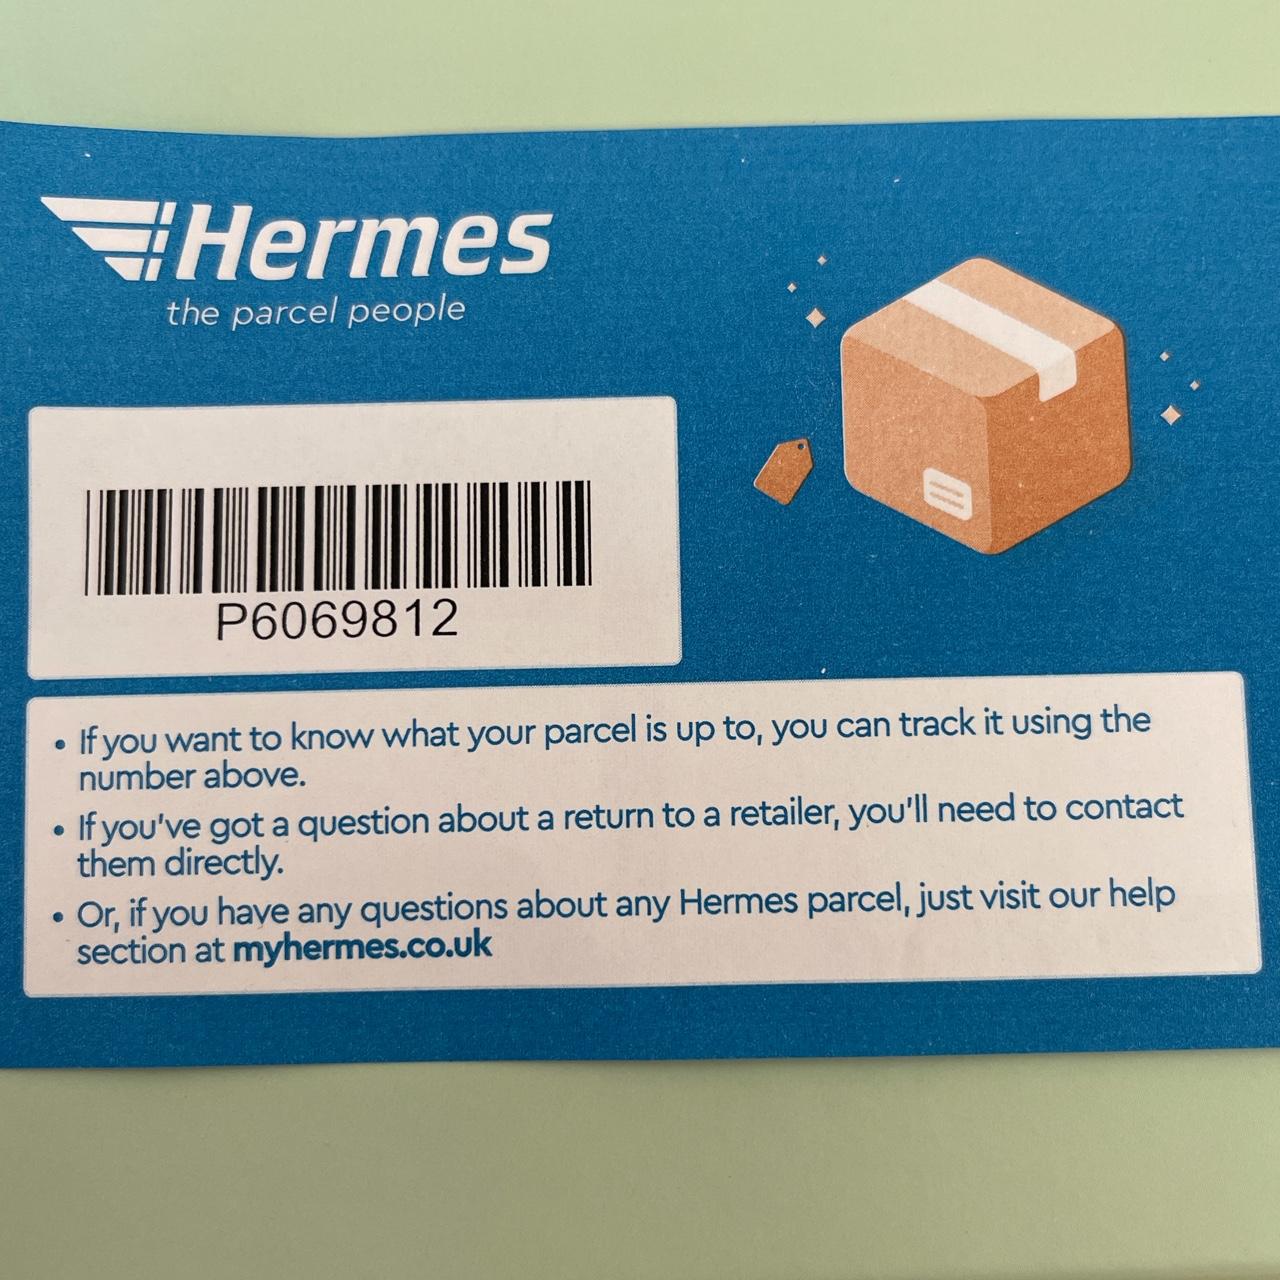 Hermes
the parcel people
P6069812
• If you want to know what your parcel is up to, you can track it using the
number above.
• If you've got a question about a return to a retailer, you'll need to contact
them directly.
• Or, if you have any questions about any Hermes parcel, just visit our help
section at myhermes.co.uk